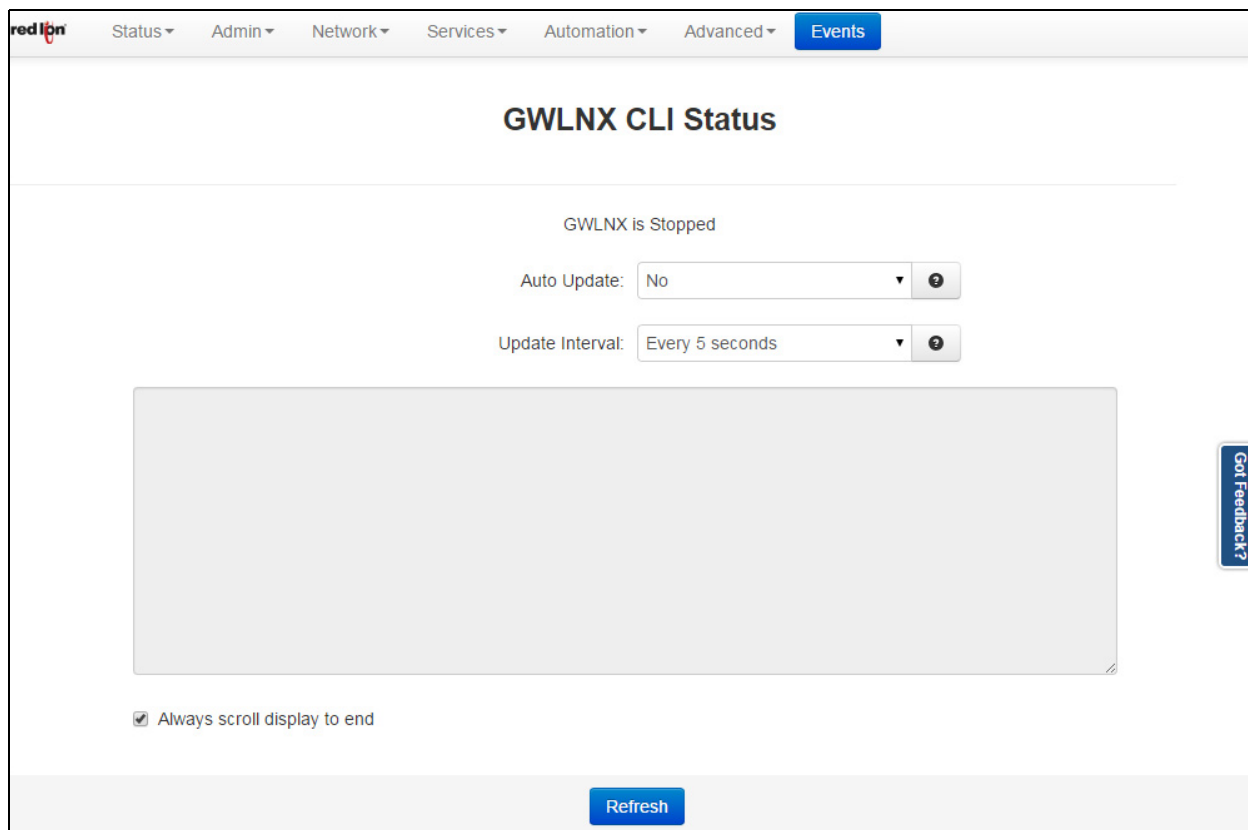 red lion Status Admin Network Services Automation Advanced Events
GWLNX CLI Status
GWLNX is Stopped
Auto Update: No
Update Interval: Every 5 seconds
Got Feedback?
Always scroll display to end
Refresh